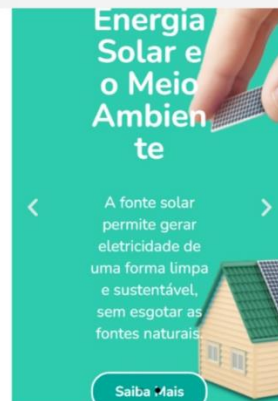 Energia
Solar e
o Meio
Ambien
te
A fonte solar
permite gerar
eletricidade de
uma forma limpa
e sustentável,
sem esgotar as
fontes naturais.
Saiba Mais